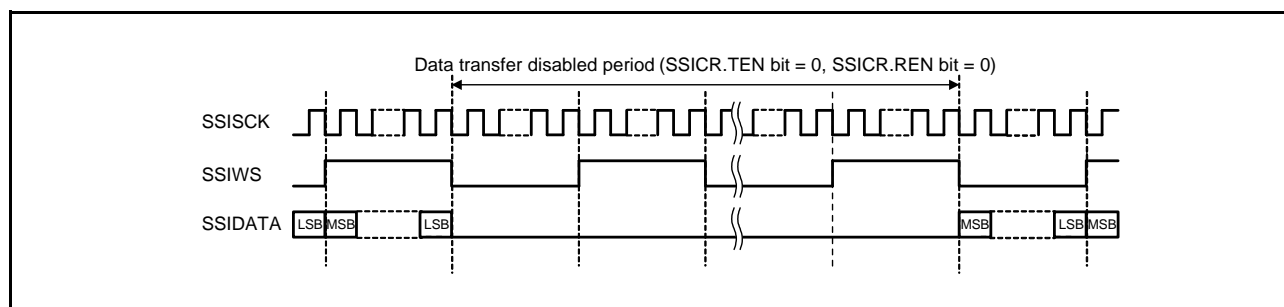 Data transfer disabled period (SSICR.TEN bit = 0, SSICR.REN bit = 0)
SSISCK
SSIWS
SSIDATA LSB MSB LSB MSB LSB MSB